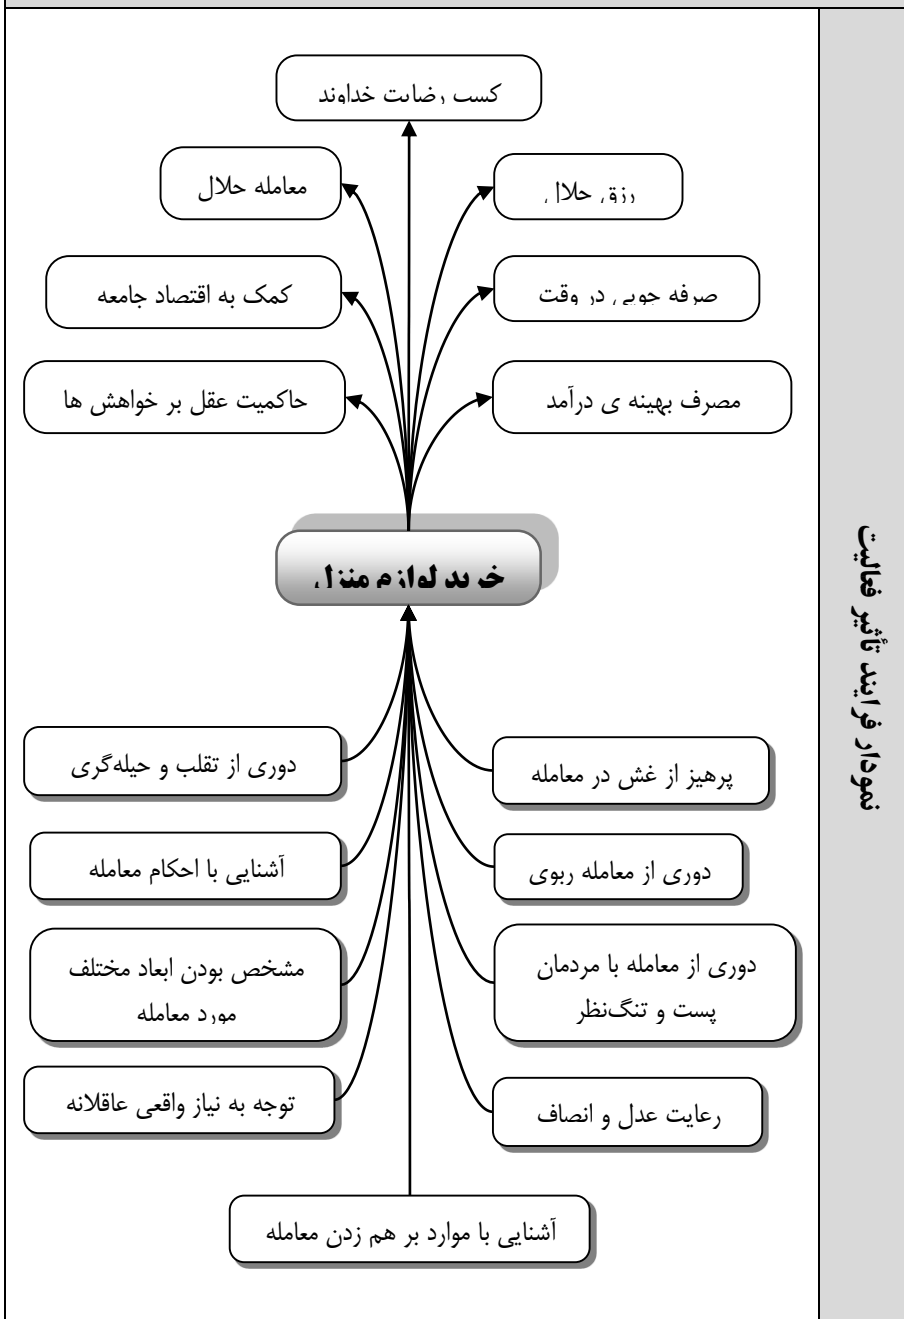 کسب رضایت خداوند
رزق حلال
معامله حلال
صرفه جویی در وقت
کمک به اقتصاد جامعه
مصرف بهینه ی درآمد
حاکمیت عقل بر خواهش ها
خرید لوازم منزل
نمودار فرایند تأثیر فعالیت
پرهیز از غش در معامله
دوری از تقلب و حیله‌گری
دوری از معامله ربوی
آشنایی با احکام معامله
دوری از معامله با مردمان
پست و تنگ‌نظر
مشخص بودن ابعاد مختلف
مورد معامله
رعایت عدل و انصاف
توجه به نیاز واقعی عاقلانه
آشنایی با موارد بر هم زدن معامله